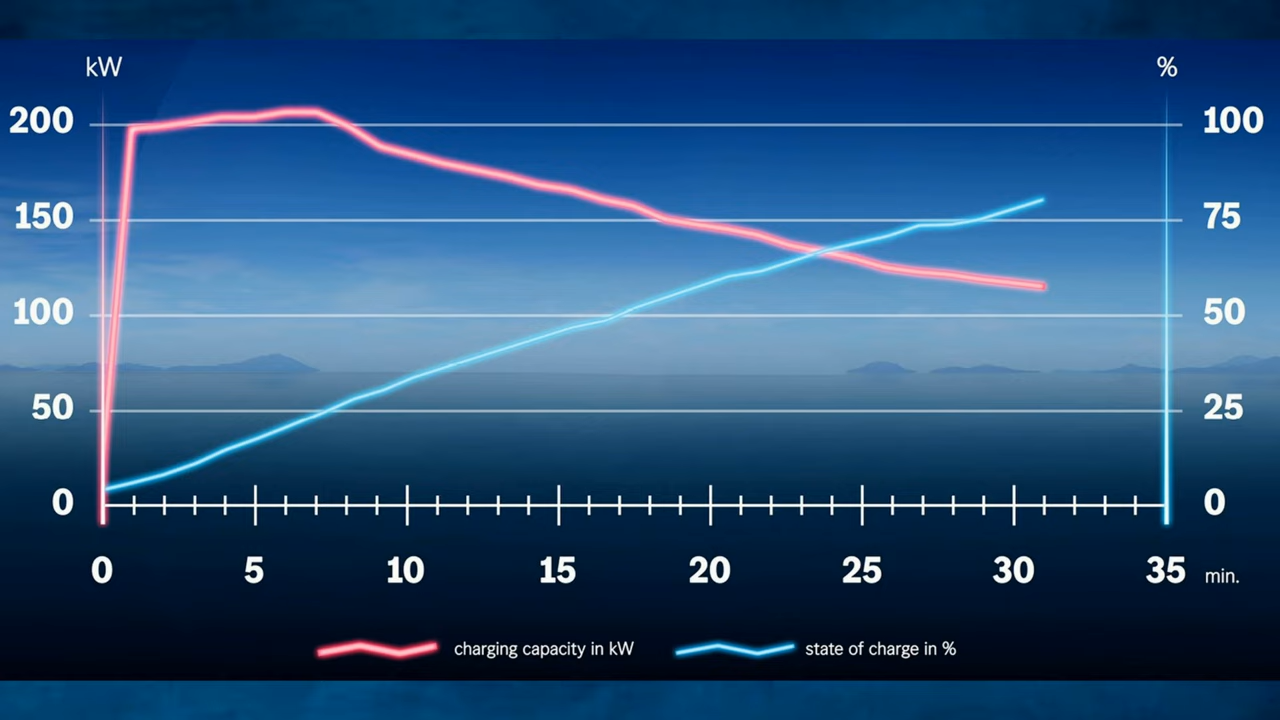 kW %
200 100
150 75
100 50
50 25
0 0
0 5 10 15 20 25 30 35 min.
charging capacity in kW state of charge in %